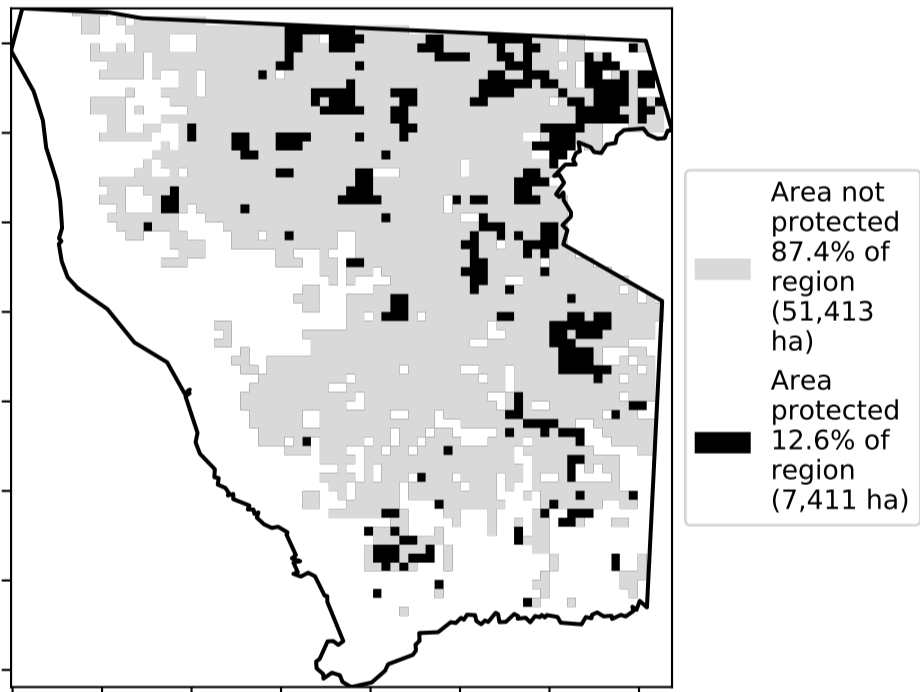 Area not
protected
87.4% of
region
(51,413
ha)
Area
protected
12.6% of
region
(7,411 ha)